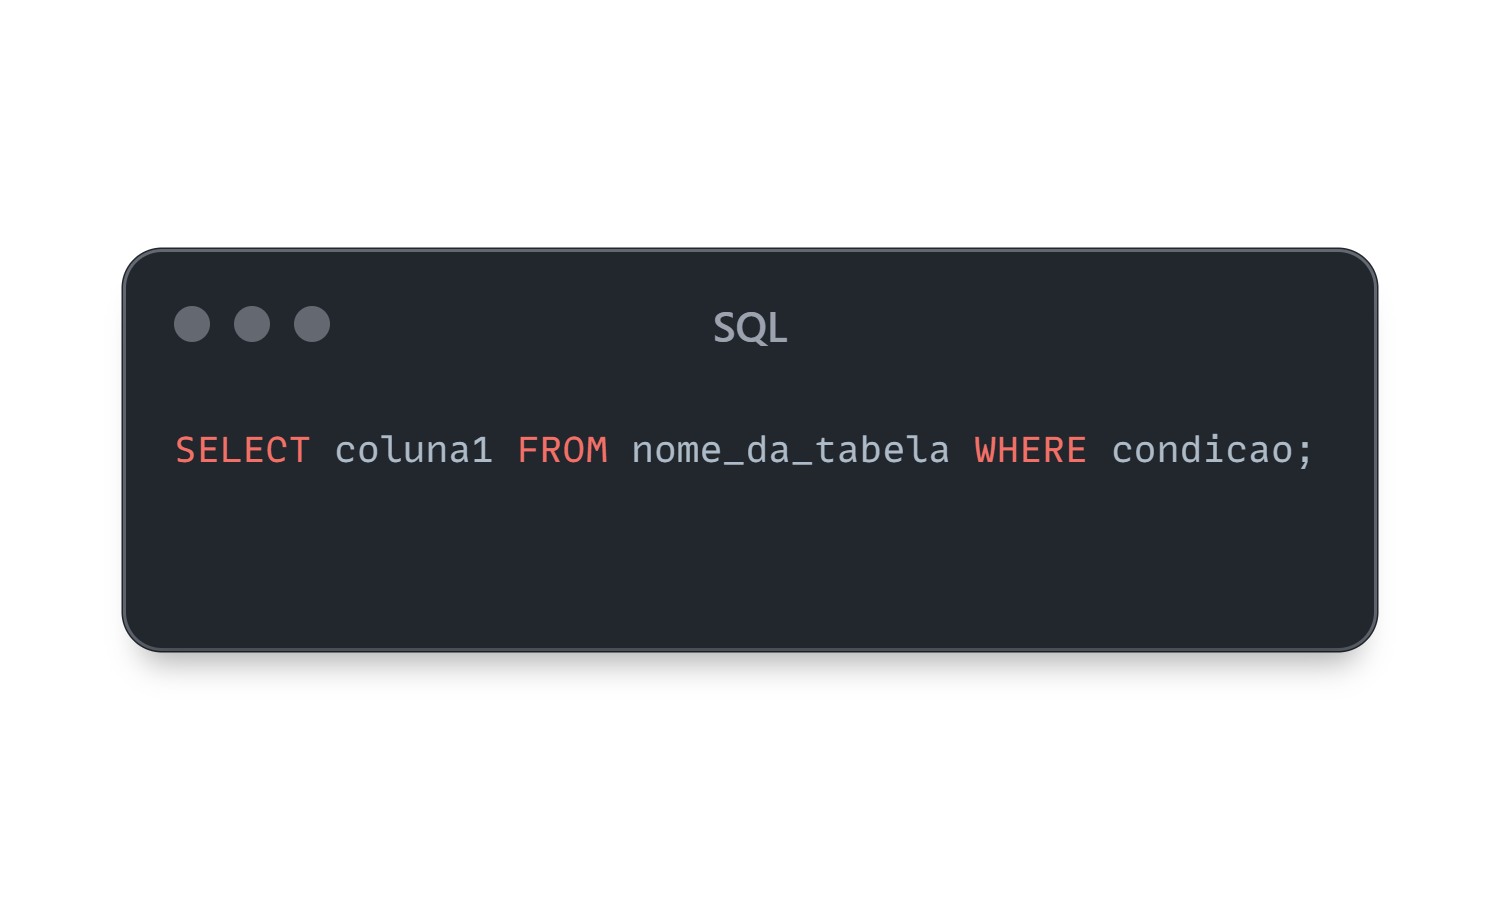 SQL
SELECT coluna1 FROM nome_da_tabela WHERE condicao;